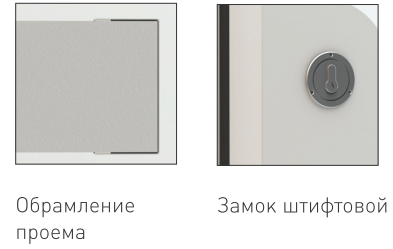 Обрамление
проема
Замок штифтовой